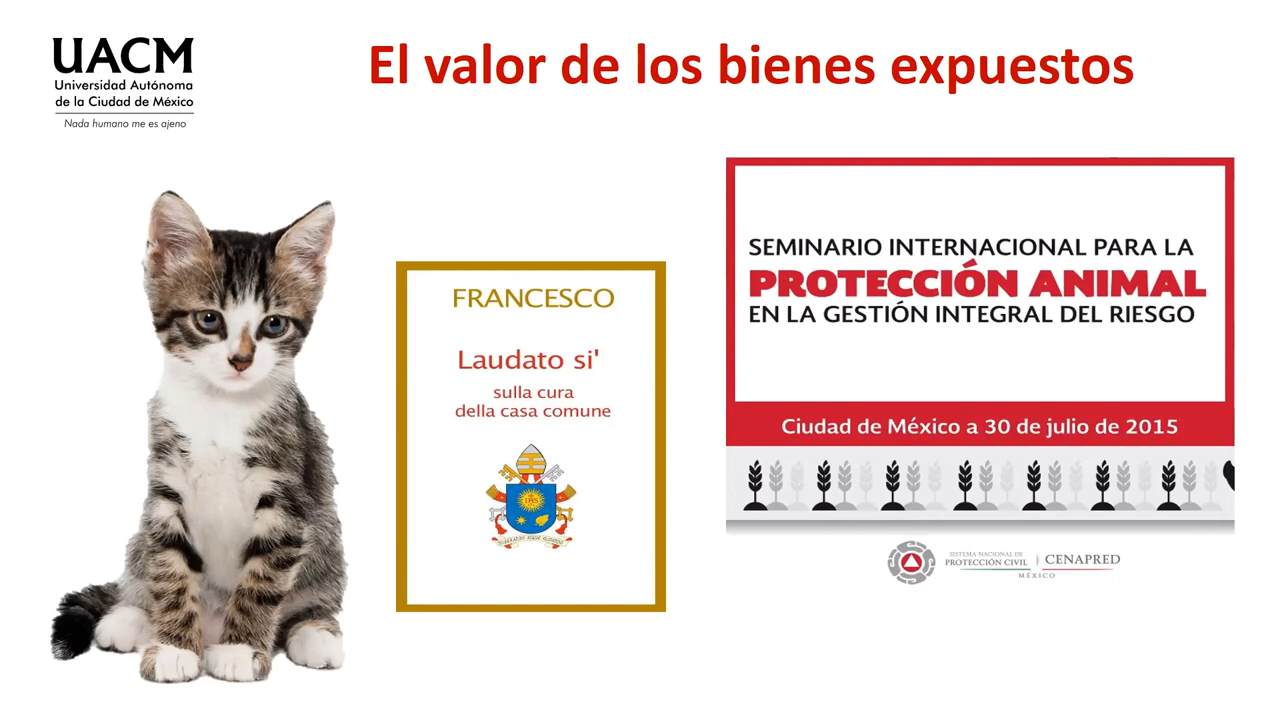 UACM
Universidad Autónoma
de la Ciudad de México
Nada humano me es ajeno
El valor de los bienes expuestos
FRANCESCO
Laudato si'
sulla cura
della casa comune
SEMINARIO INTERNACIONAL PARA LA
PROTECCIÓN ANIMAL
EN LA GESTIÓN INTEGRAL DEL RIESGO
Ciudad de México a 30 de julio de 2015
SISTEMA NACIONAL DE
PROTECCIÓN CIVIL
CENAPRED
MÉXICO